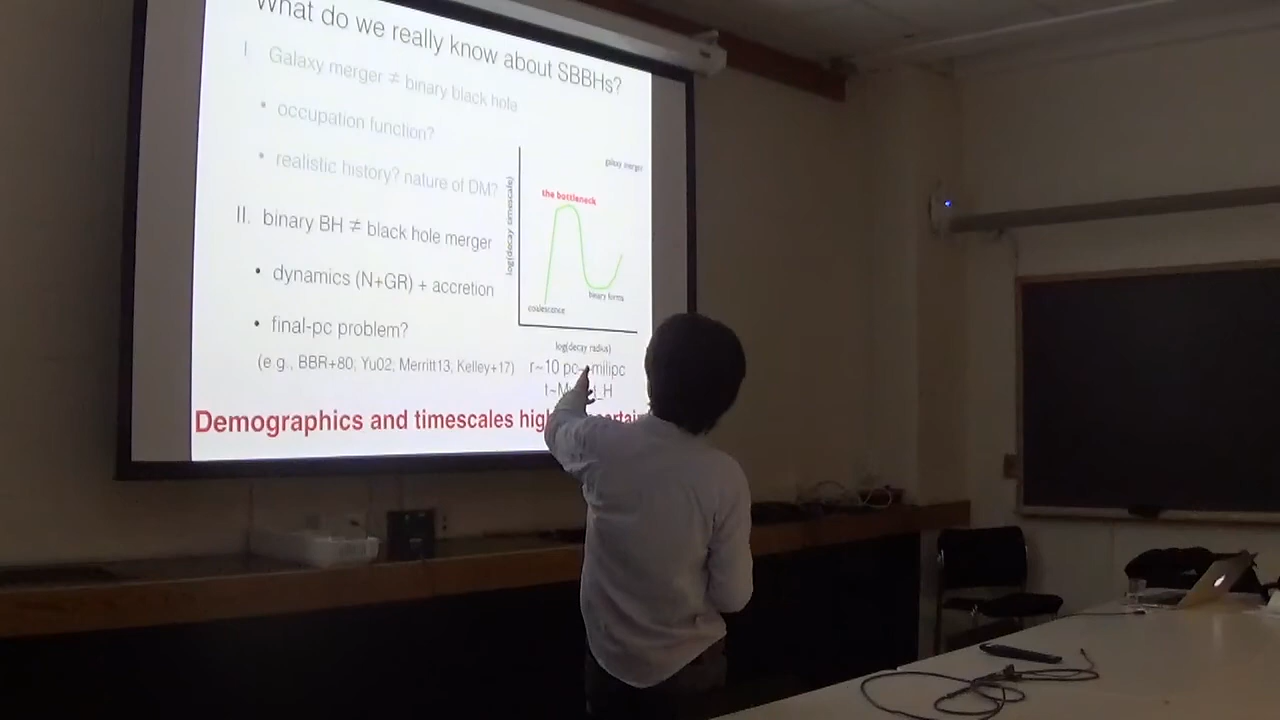 What do we really know about SBBHs?
I. Galaxy merger ≠ binary black hole
• occupation function?
• realistic history? nature of DM?
II. binary BH ≠ black hole merger
• dynamics (N+GR) + accretion
• final-pc problem?
(e.g., BBR+80; Yu02; Merritt13; Kelley+17)
galaxy merger
the bottleneck
log(decay timescale)
binary forms
coalescence
log(decay radius)
r~10 pc milipc
t_H
Demographics and timescales